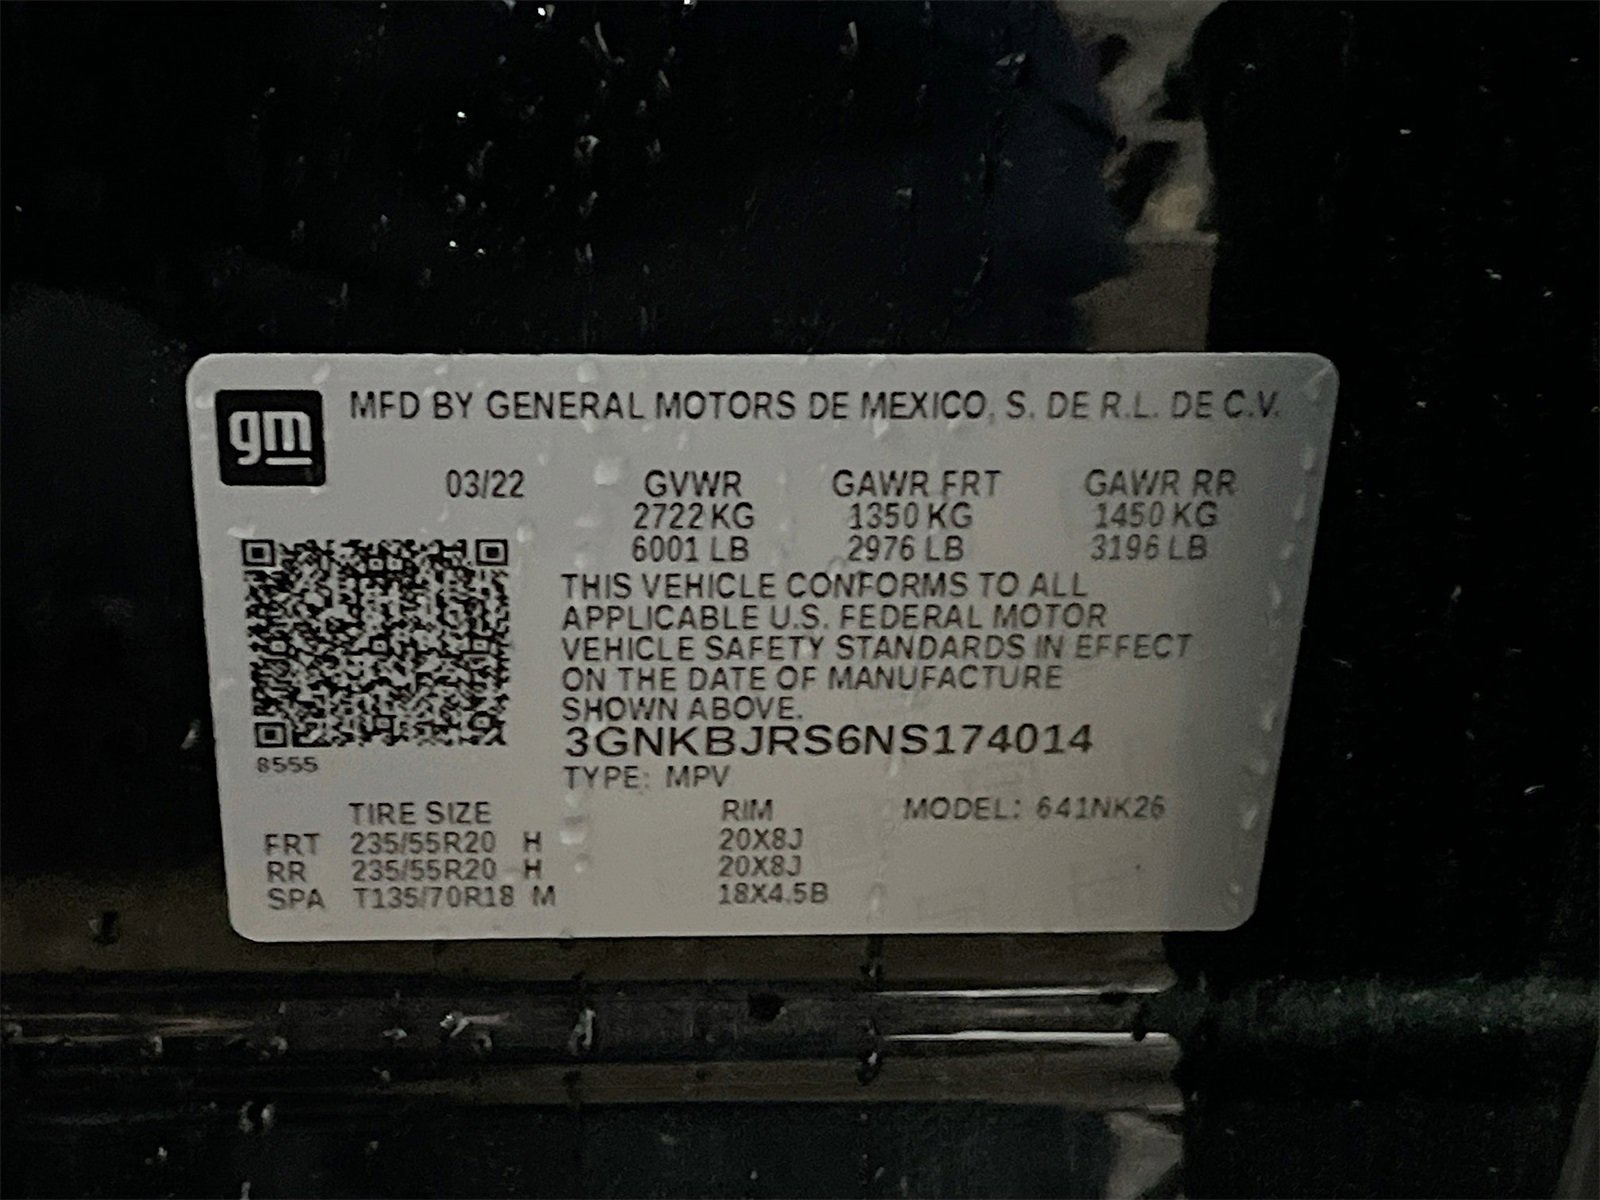 gm
MFD BY GENERAL MOTORS DE MEXICO, S. DE R.L. DE C.V.
03/22 GVWR GAWR FRT GAWR RR
2722 KG 1350 KG 1450 KG
6001 LB 2976 LB 3196 LB
THIS VEHICLE CONFORMS TO ALL
APPLICABLE U.S. FEDERAL MOTOR
VEHICLE SAFETY STANDARDS IN EFFECT
ON THE DATE OF MANUFACTURE
SHOWN ABOVE.
3GNKBJRS6NS174014
8555
TYPE: MPV
TIRE SIZE RIM MODEL: 641NK26
FRT 235/55R20 H 20X8J
RR 235/55R20 H 20X8J
SPA T135/70R18 M 18X4.5B